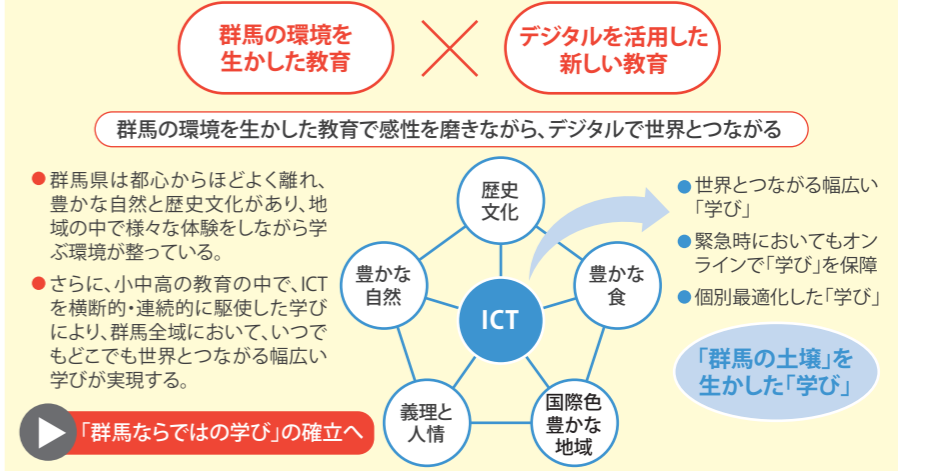 群馬の環境を
生かした教育
デジタルを活用した
新しい教育
群馬の環境を生かした教育で感性を磨きながら、デジタルで世界とつながる
●群馬県は都心からほどよく離れ、
豊かな自然と歴史文化があり、地
域の中で様々な体験をしながら学
ぶ環境が整っている。
●さらに、小中高の教育の中で、ICT
を横断的・連続的に駆使した学び
により、群馬全域において、いつで
もどこでも世界とつながる幅広い
学びが実現する。
「群馬ならではの学び」の確立へ
歴史
文化
豊かな
自然
豊かな
食
ICT
義理と
人情
国際色
豊かな
地域
●世界とつながる幅広い
「学び」
●緊急時においてもオン
ラインで「学び」を保障
●個別最適化した「学び」
「群馬の土壌」を
生かした「学び」